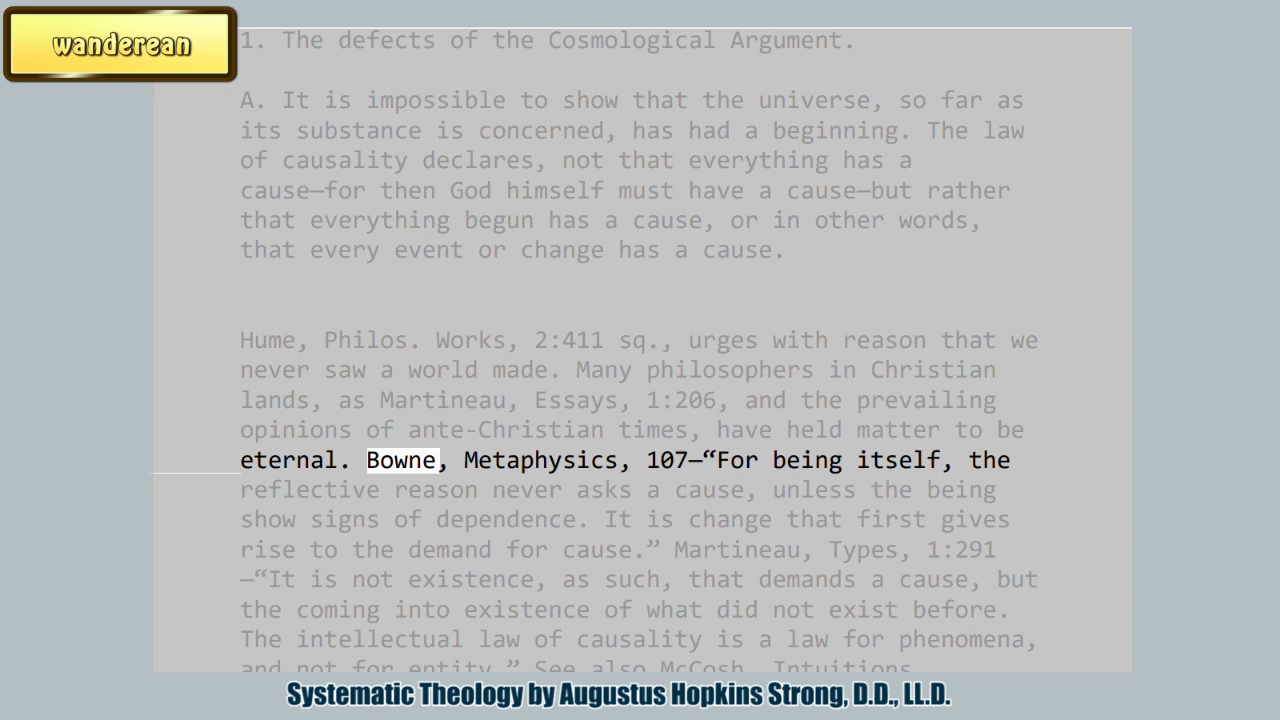 wanderean
1. The defects of the Cosmological Argument.
A. It is impossible to show that the universe, so far as
its substance is concerned, has had a beginning. The law
of causality declares, not that everything has a
cause—for then God himself must have a cause—but rather
that everything begun has a cause, or in other words,
that every event or change has a cause.
Hume, Philos. Works, 2:411 sq., urges with reason that we
never saw a world made. Many philosophers in Christian
lands, as Martineau, Essays, 1:206, and the prevailing
opinions of ante-Christian times, have held matter to be
eternal. Bowne, Metaphysics, 107—“For being itself, the
reflective reason never asks a cause, unless the being
show signs of dependence. It is change that first gives
rise to the demand for cause.” Martineau, Types, 1:291
—“It is not existence, as such, that demands a cause, but
the coming into existence of what did not exist before.
The intellectual law of causality is a law for phenomena,
and not for entity.” See also McCosh, Intuitions,
Systematic Theology by Augustus Hopkins Strong, D.D., LL.D.